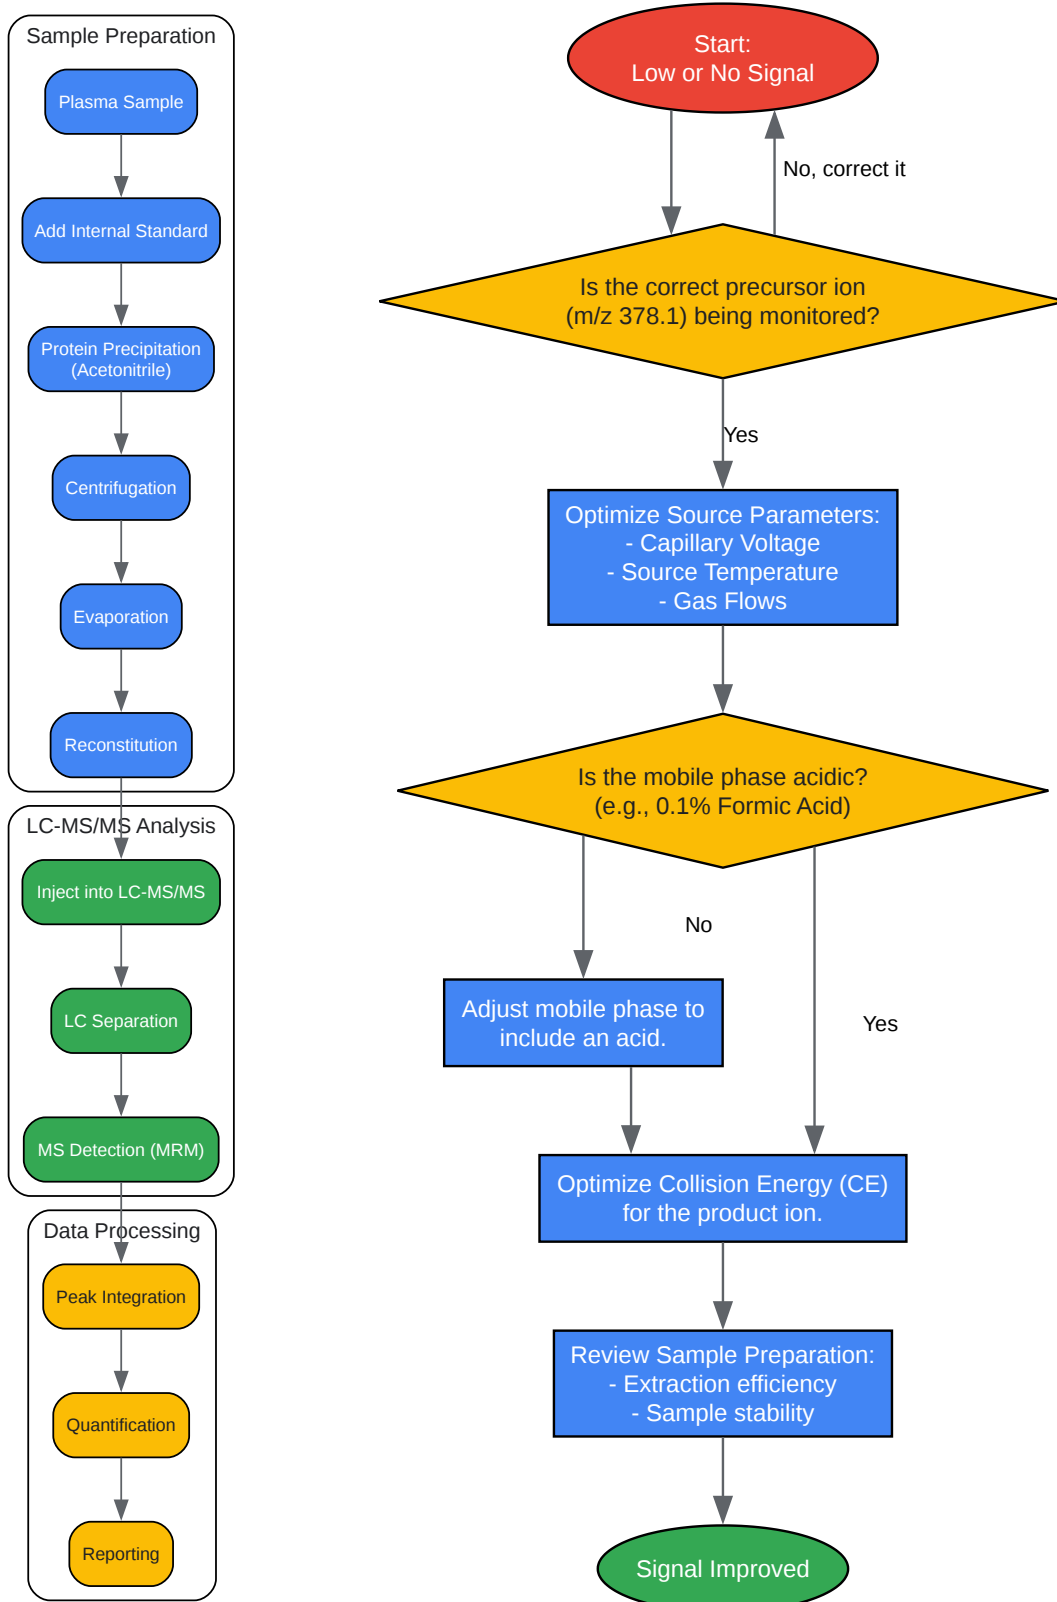 Sample Preparation
Plasma Sample
Add Internal Standard
Protein Precipitation
(Acetonitrile)
Centrifugation
Evaporation
Reconstitution
LC-MS/MS Analysis
Inject into LC-MS/MS
LC Separation
MS Detection (MRM)
Data Processing
Peak Integration
Quantification
Reporting
Start:
Low or No Signal
No, correct it
Is the correct precursor ion
(m/z 378.1) being monitored?
Yes
Optimize Source Parameters:
- Capillary Voltage
- Source Temperature
- Gas Flows
Is the mobile phase acidic?
(e.g., 0.1% Formic Acid)
No
Adjust mobile phase to
include an acid.
Yes
Optimize Collision Energy (CE)
for the product ion.
Review Sample Preparation:
- Extraction efficiency
- Sample stability
Signal Improved